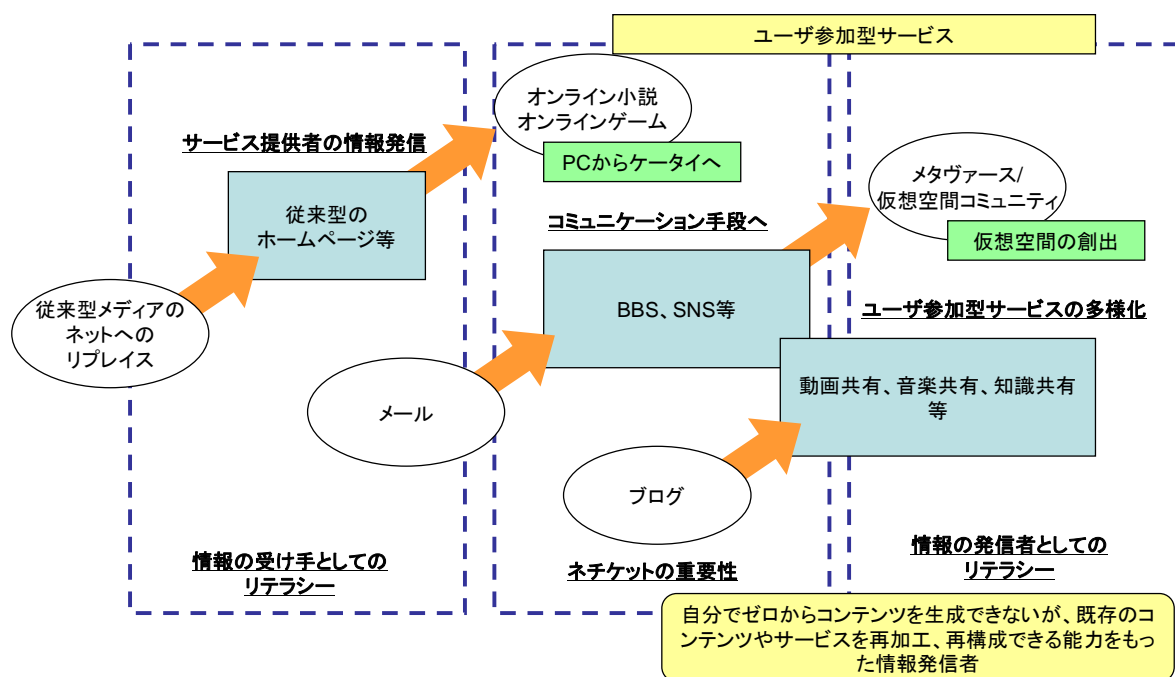 ユーザ参加型サービス
オンライン小説
オンラインゲーム
サービス提供者の情報発信
PCからケータイへ
メタヴァース/
仮想空間コミュニティ
従来型の
ホームページ等
コミュニケーション手段へ
仮想空間の創出
従来型メディアの
ネットへの
リプレイス
BBS、SNS等
ユーザ参加型サービスの多様化
動画共有、音楽共有、知識共有
等
メール
ブログ
情報の受け手としての
リテラシー
ネチケットの重要性
情報の発信者としての
リテラシー
自分でゼロからコンテンツを生成できないが、既存のコ
ンテンツやサービスを再加工、再構成できる能力をもっ
た情報発信者